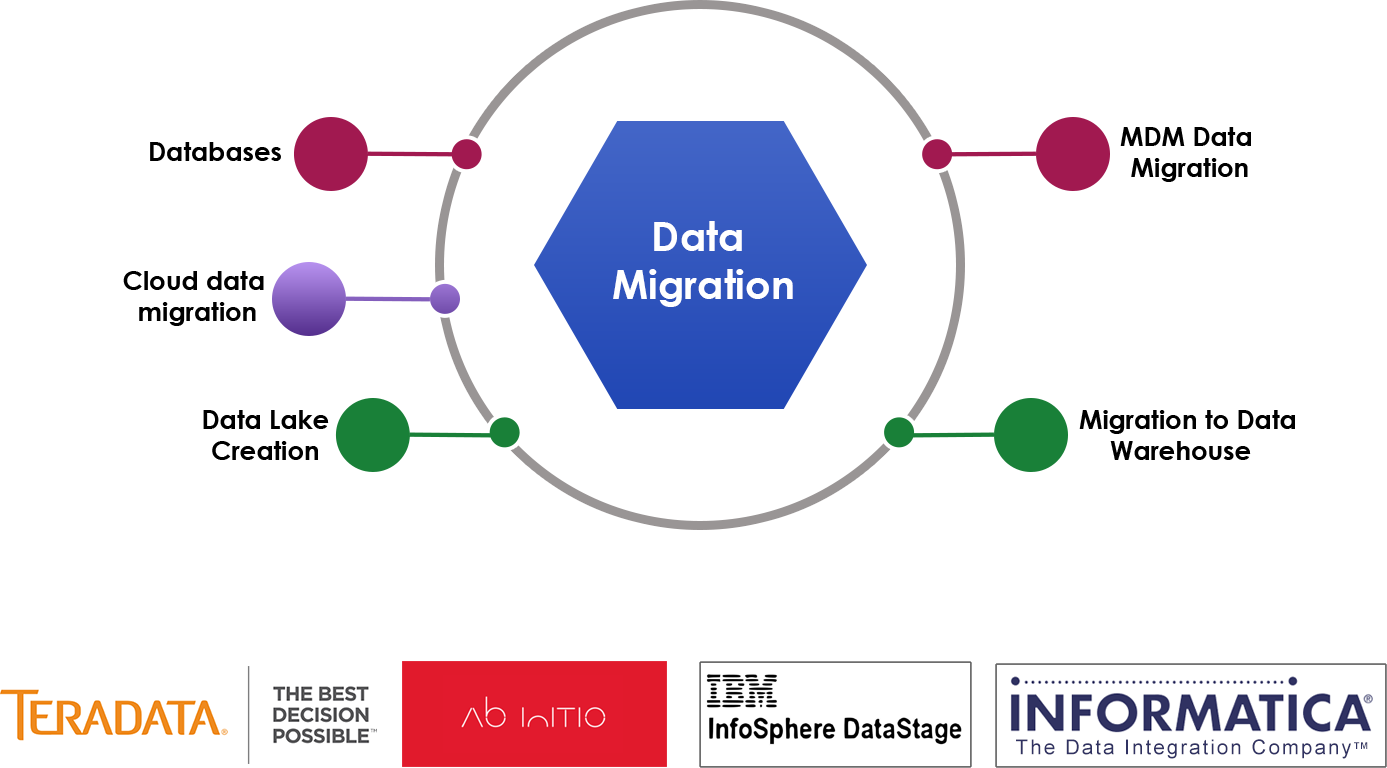 Databases
MDM Data
Migration
Data
Migration
Cloud data
migration
Data Lake
Creation
Migration to Data
Warehouse
TERADATA®
THE BEST
DECISION
POSSIBLE™
Ab Initio
IBM
InfoSphere DataStage
INFORMATICA®
The Data Integration Company™